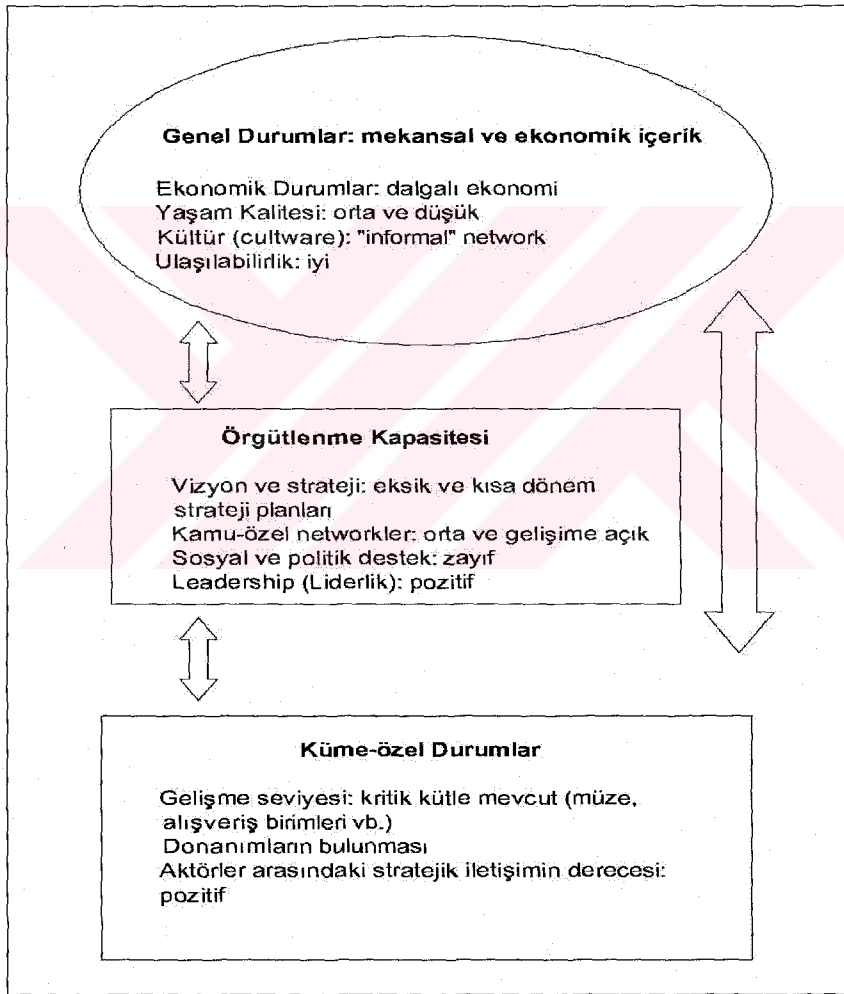 Genel Durumlar: mekansal ve ekonomik içerik
Ekonomik Durumlar: dalgalı ekonomi
Yaşam Kalitesi: orta ve düşük
Kültür (cultware): "informal" network
Ulaşılabilirlik: iyi
Örgütlenme Kapasitesi
Vizyon ve strateji: eksik ve kısa dönem
strateji planları
Kamu-özel networkler: orta ve gelişime açık
Sosyal ve politik destek: zayıf
Leadership (Liderlik): pozitif
Küme-özel Durumlar
Gelişme seviyesi: kritik kütle mevcut (müze,
alışveriş birimleri vb.)
Donanımların bulunması
Aktörler arasındaki stratejik iletişimin derecesi:
pozitif